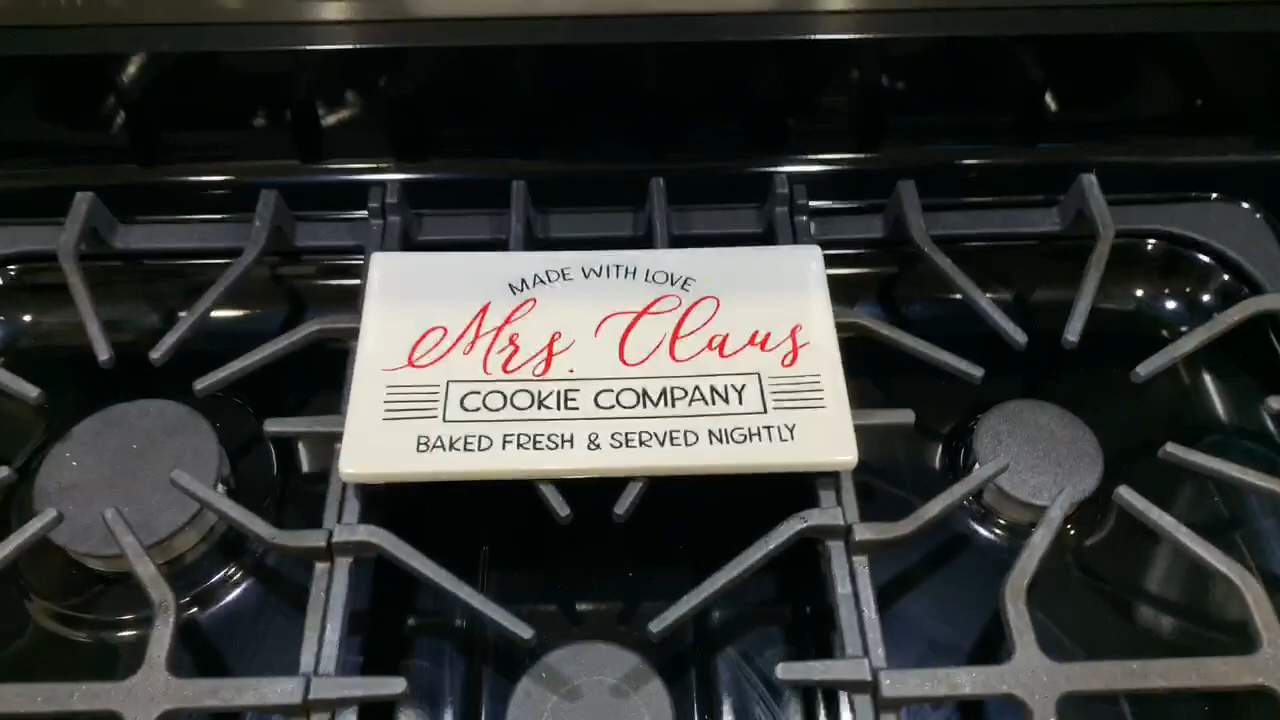 MADE WITH LOVE
Mrs. Claus
COOKIE COMPANY
BAKED FRESH & SERVED NIGHTLY